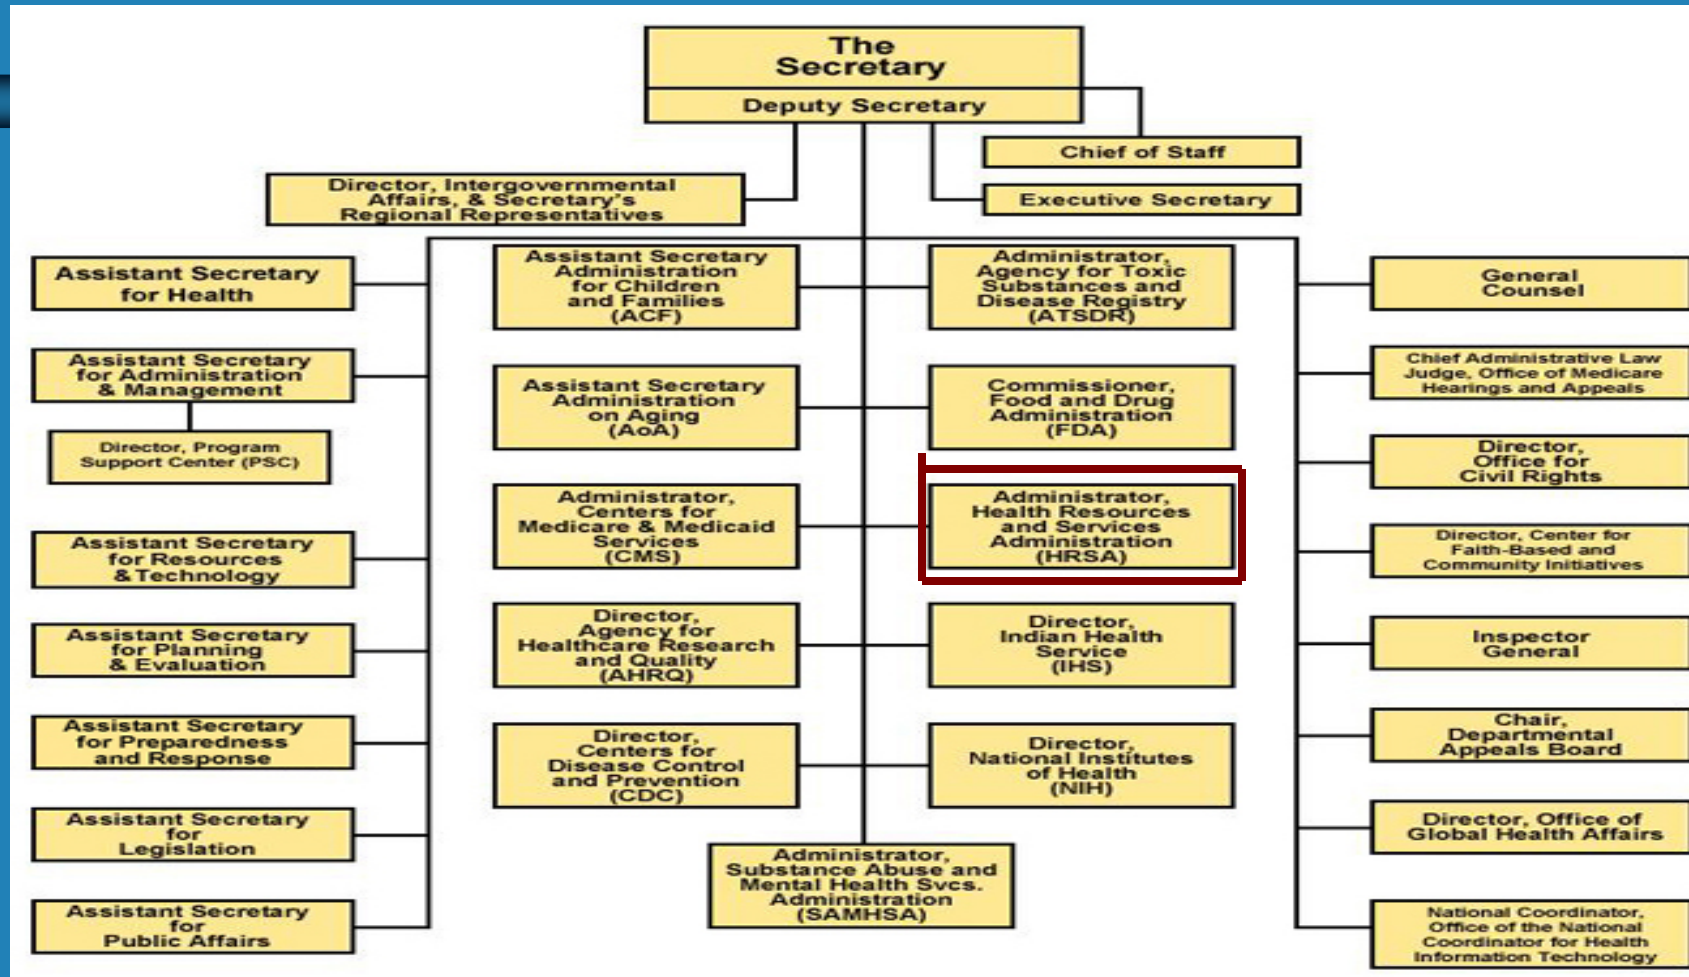 The
Secretary
Deputy Secretary
Chief of Staff
Director, Intergovernmental
Affairs, & Secretary's
Regional Representatives
Executive Secretary
Assistant Secretary
for Health
Assistant Secretary
for Administration
& Management
Director, Program
Support Center (PSC)
Assistant Secretary
for Resources
& Technology
Assistant Secretary
for Planning
& Evaluation
Assistant Secretary
for Preparedness
and Response
Assistant Secretary
for
Legislation
Assistant Secretary
for
Public Affairs
Assistant Secretary
Administration
for Children
and Families
(ACF)
Assistant Secretary
Administration
on Aging
(AoA)
Administrator,
Centers for
Medicare & Medicaid
Services
(CMS)
Director,
Agency for
Healthcare Research
and Quality
(AHRQ)
Director,
Centers for
Disease Control
and Prevention
(CDC)
Administrator,
Agency for Toxic
Substances and
Disease Registry
(ATSDR)
Commissioner,
Food and Drug
Administration
(FDA)
Administrator,
Health Resources
and Services
Administration
(HRSA)
Director,
Indian Health
Service
(IHS)
Director,
National Institutes
of Health
(NIH)
Administrator,
Substance Abuse and
Mental Health Svcs.
Administration
(SAMHSA)
General
Counsel
Chief Administrative Law
Judge, Office of Medicare
Hearings and Appeals
Director,
Office for
Civil Rights
Director, Center for
Faith-Based and
Community Initiatives
Inspector
General
Chair,
Departmental
Appeals Board
Director, Office of
Global Health Affairs
National Coordinator,
Office of the National
Coordinator for Health
Information Technology